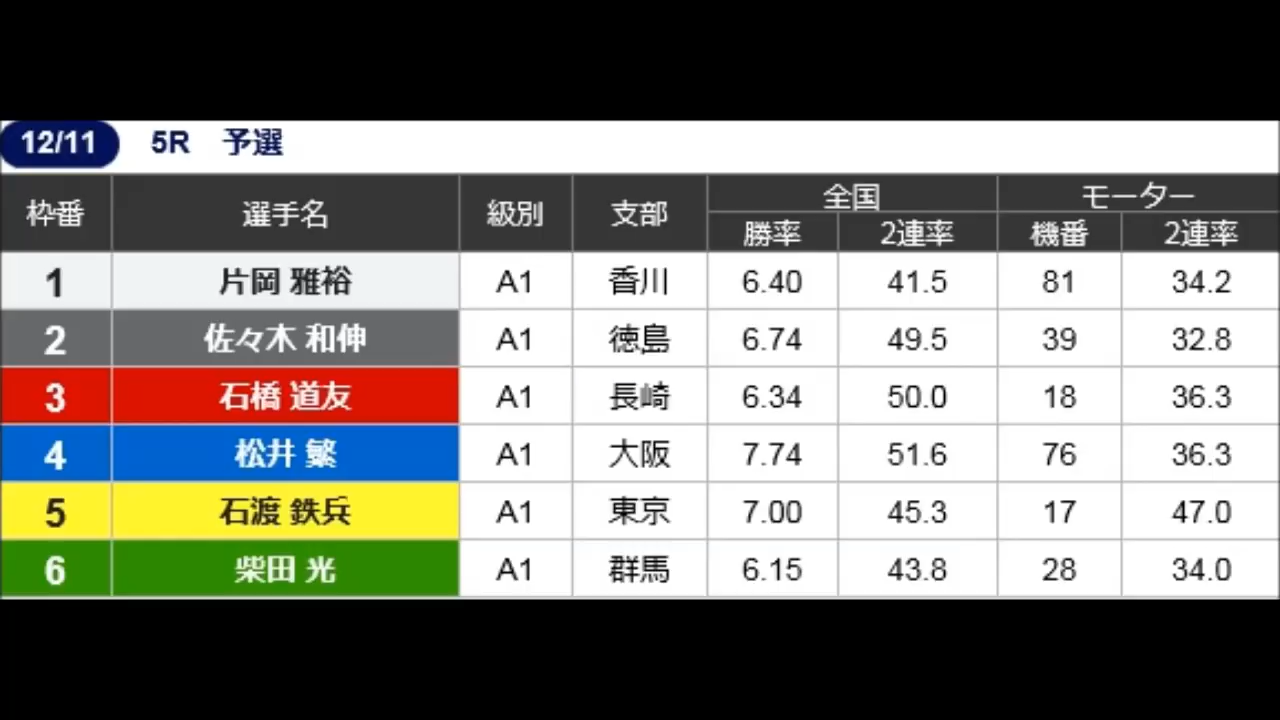 12/11 5R 予選
枠番 選手名 級別 支部 全国 モーター
勝率 2連率 機番 2連率
1 片岡 雅裕 A1 香川 6.40 41.5 81 34.2
2 佐々木 和伸 A1 徳島 6.74 49.5 39 32.8
3 石橋 道友 A1 長崎 6.34 50.0 18 36.3
4 松井 繁 A1 大阪 7.74 51.6 76 36.3
5 石渡 鉄兵 A1 東京 7.00 45.3 17 47.0
6 柴田 光 A1 群馬 6.15 43.8 28 34.0